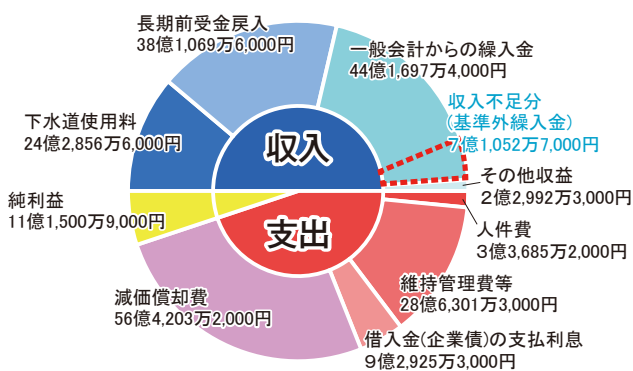 長期前受金戻入
38億1,069万6,000円
一般会計からの繰入金
44億1,697万4,000円
収入不足分
(基準外繰入金)
7億1,052万7,000円
下水道使用料
24億2,856万6,000円
収入
その他収益
2億2,992万3,000円
純利益
11億1,500万9,000円
支出
人件費
3億3,685万2,000円
維持管理費等
28億6,301万3,000円
減価償却費
56億4,203万2,000円
借入金(企業債)の支払利息
9億2,925万3,000円